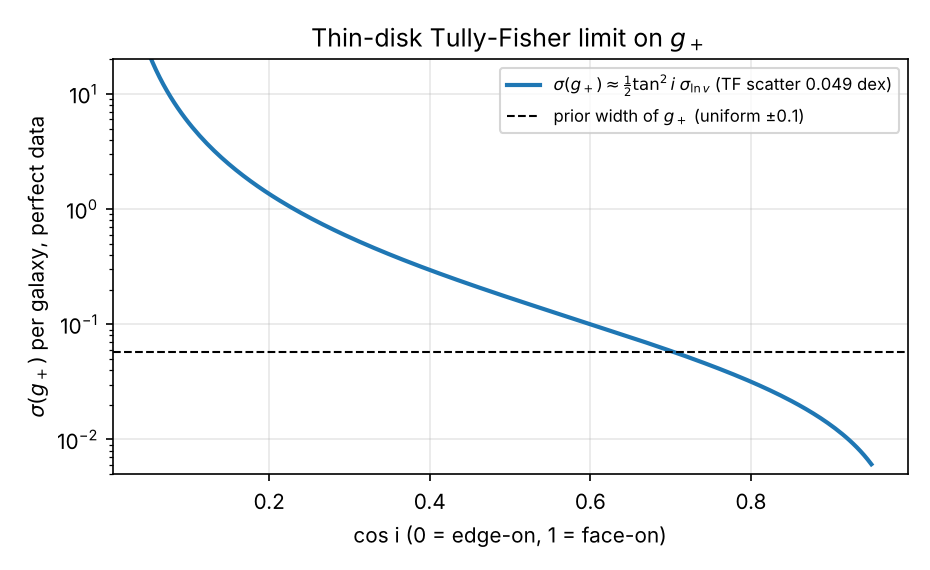 Thin-disk Tully-Fisher limit on g₊
σ(g₊) ≈ ½tan² i σ_ln v (TF scatter 0.049 dex)
prior width of g₊ (uniform ±0.1)
σ(g₊) per galaxy, perfect data
10¹
10⁰
10⁻¹
10⁻²
0.2 0.4 0.6 0.8
cos i (0 = edge-on, 1 = face-on)